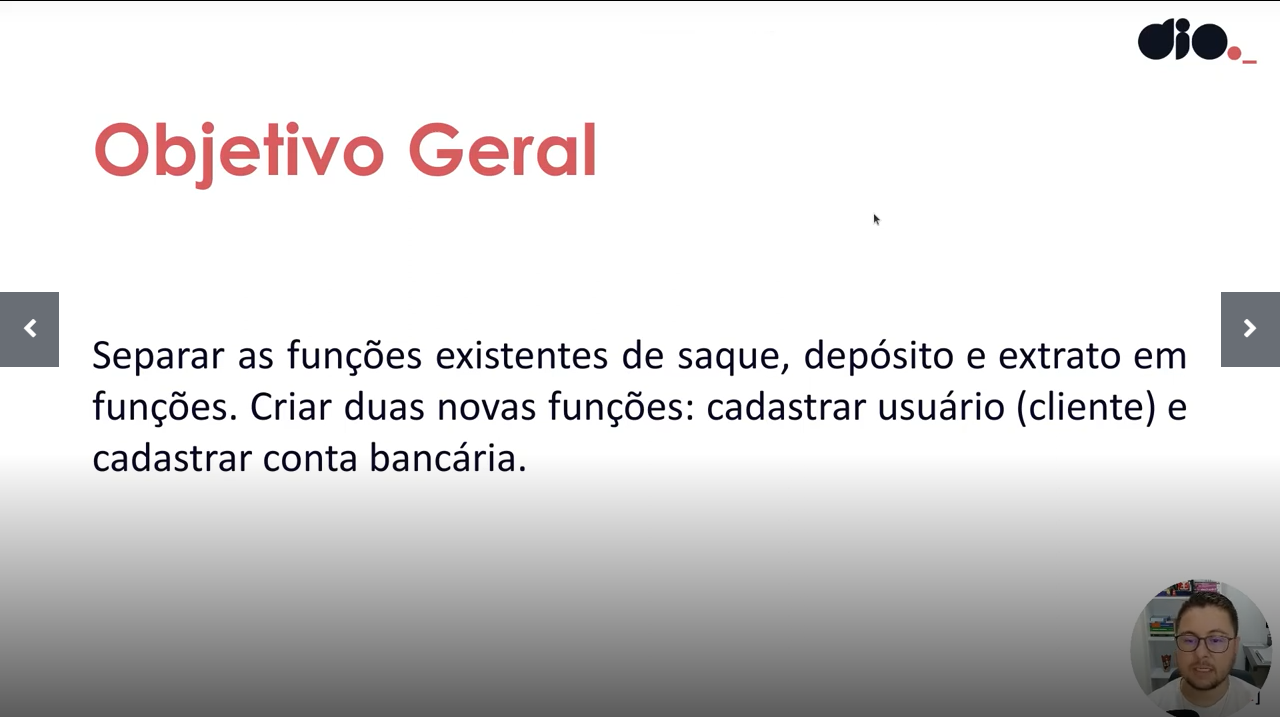 dio._
Objetivo Geral
Separar as funções existentes de saque, depósito e extrato em
funções. Criar duas novas funções: cadastrar usuário (cliente) e
cadastrar conta bancária.